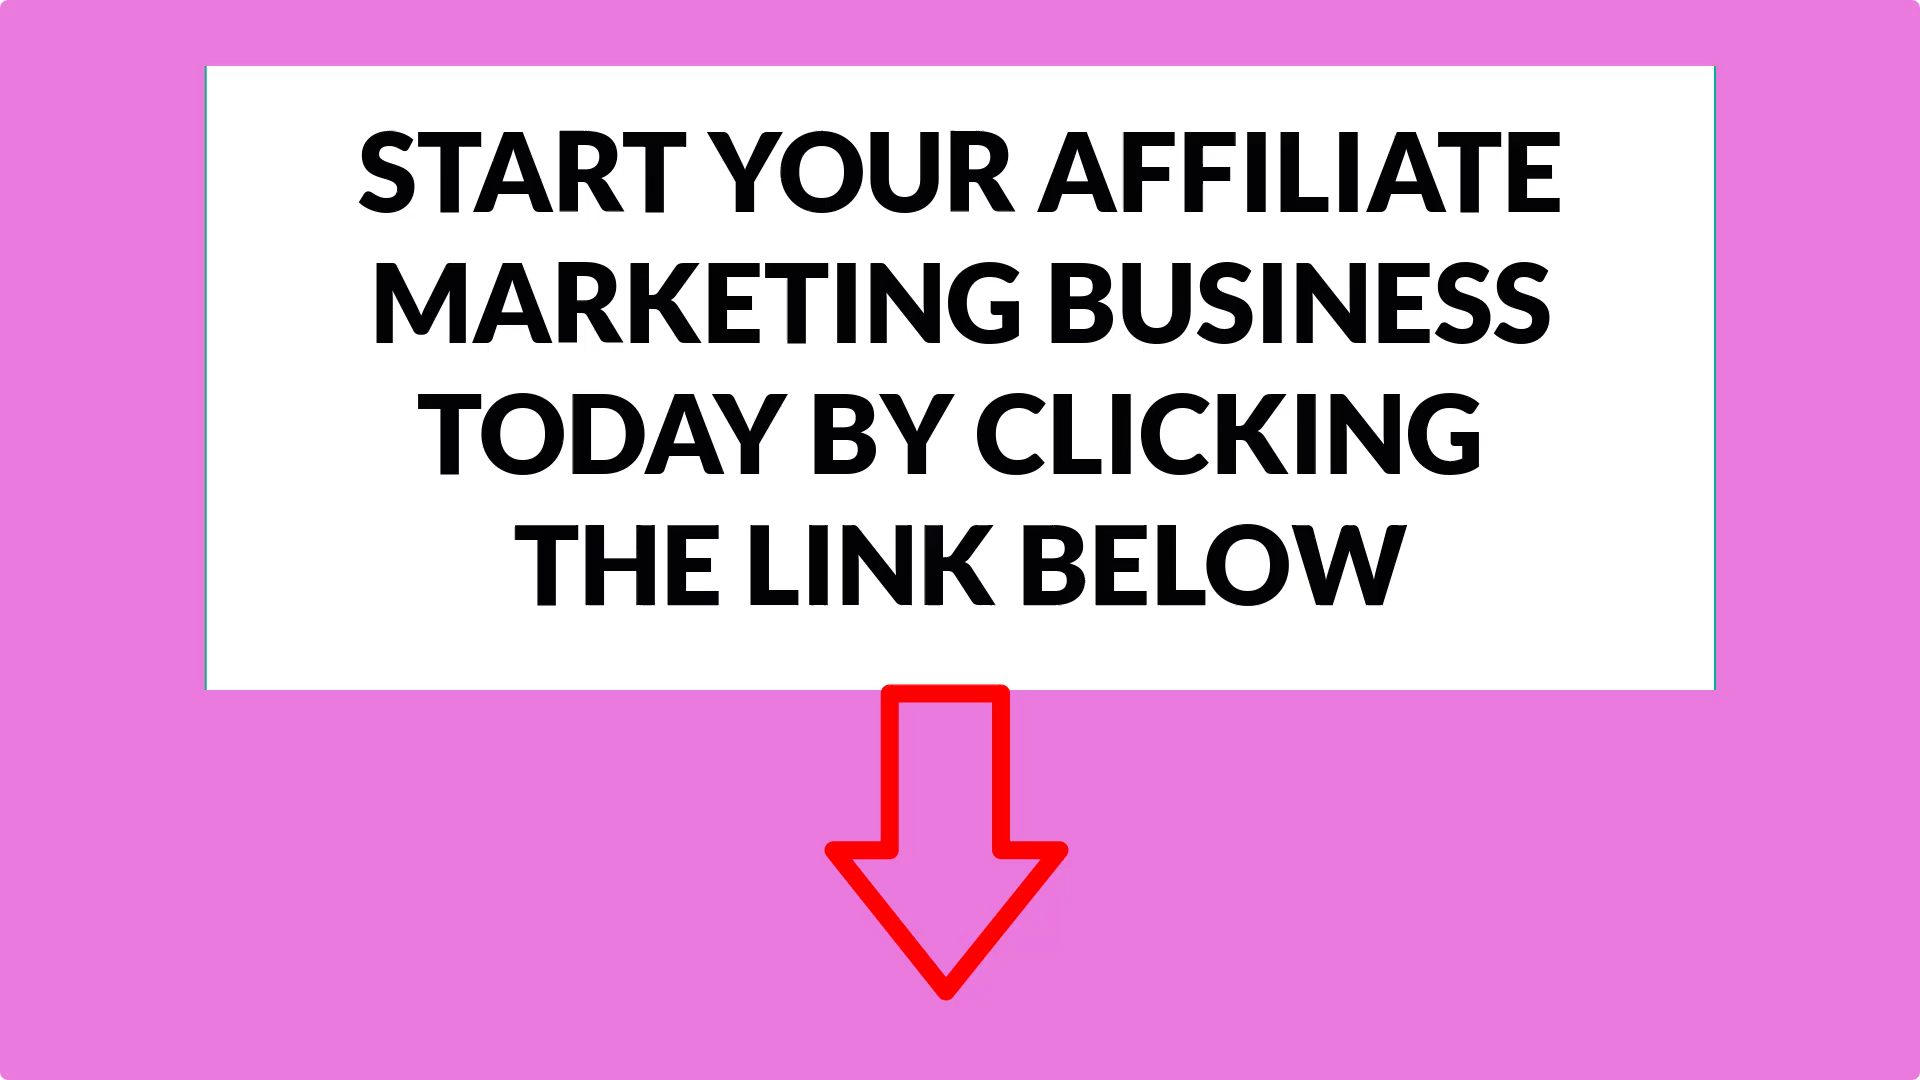 START YOUR AFFILIATE
MARKETING BUSINESS
TODAY BY CLICKING
THE LINK BELOW